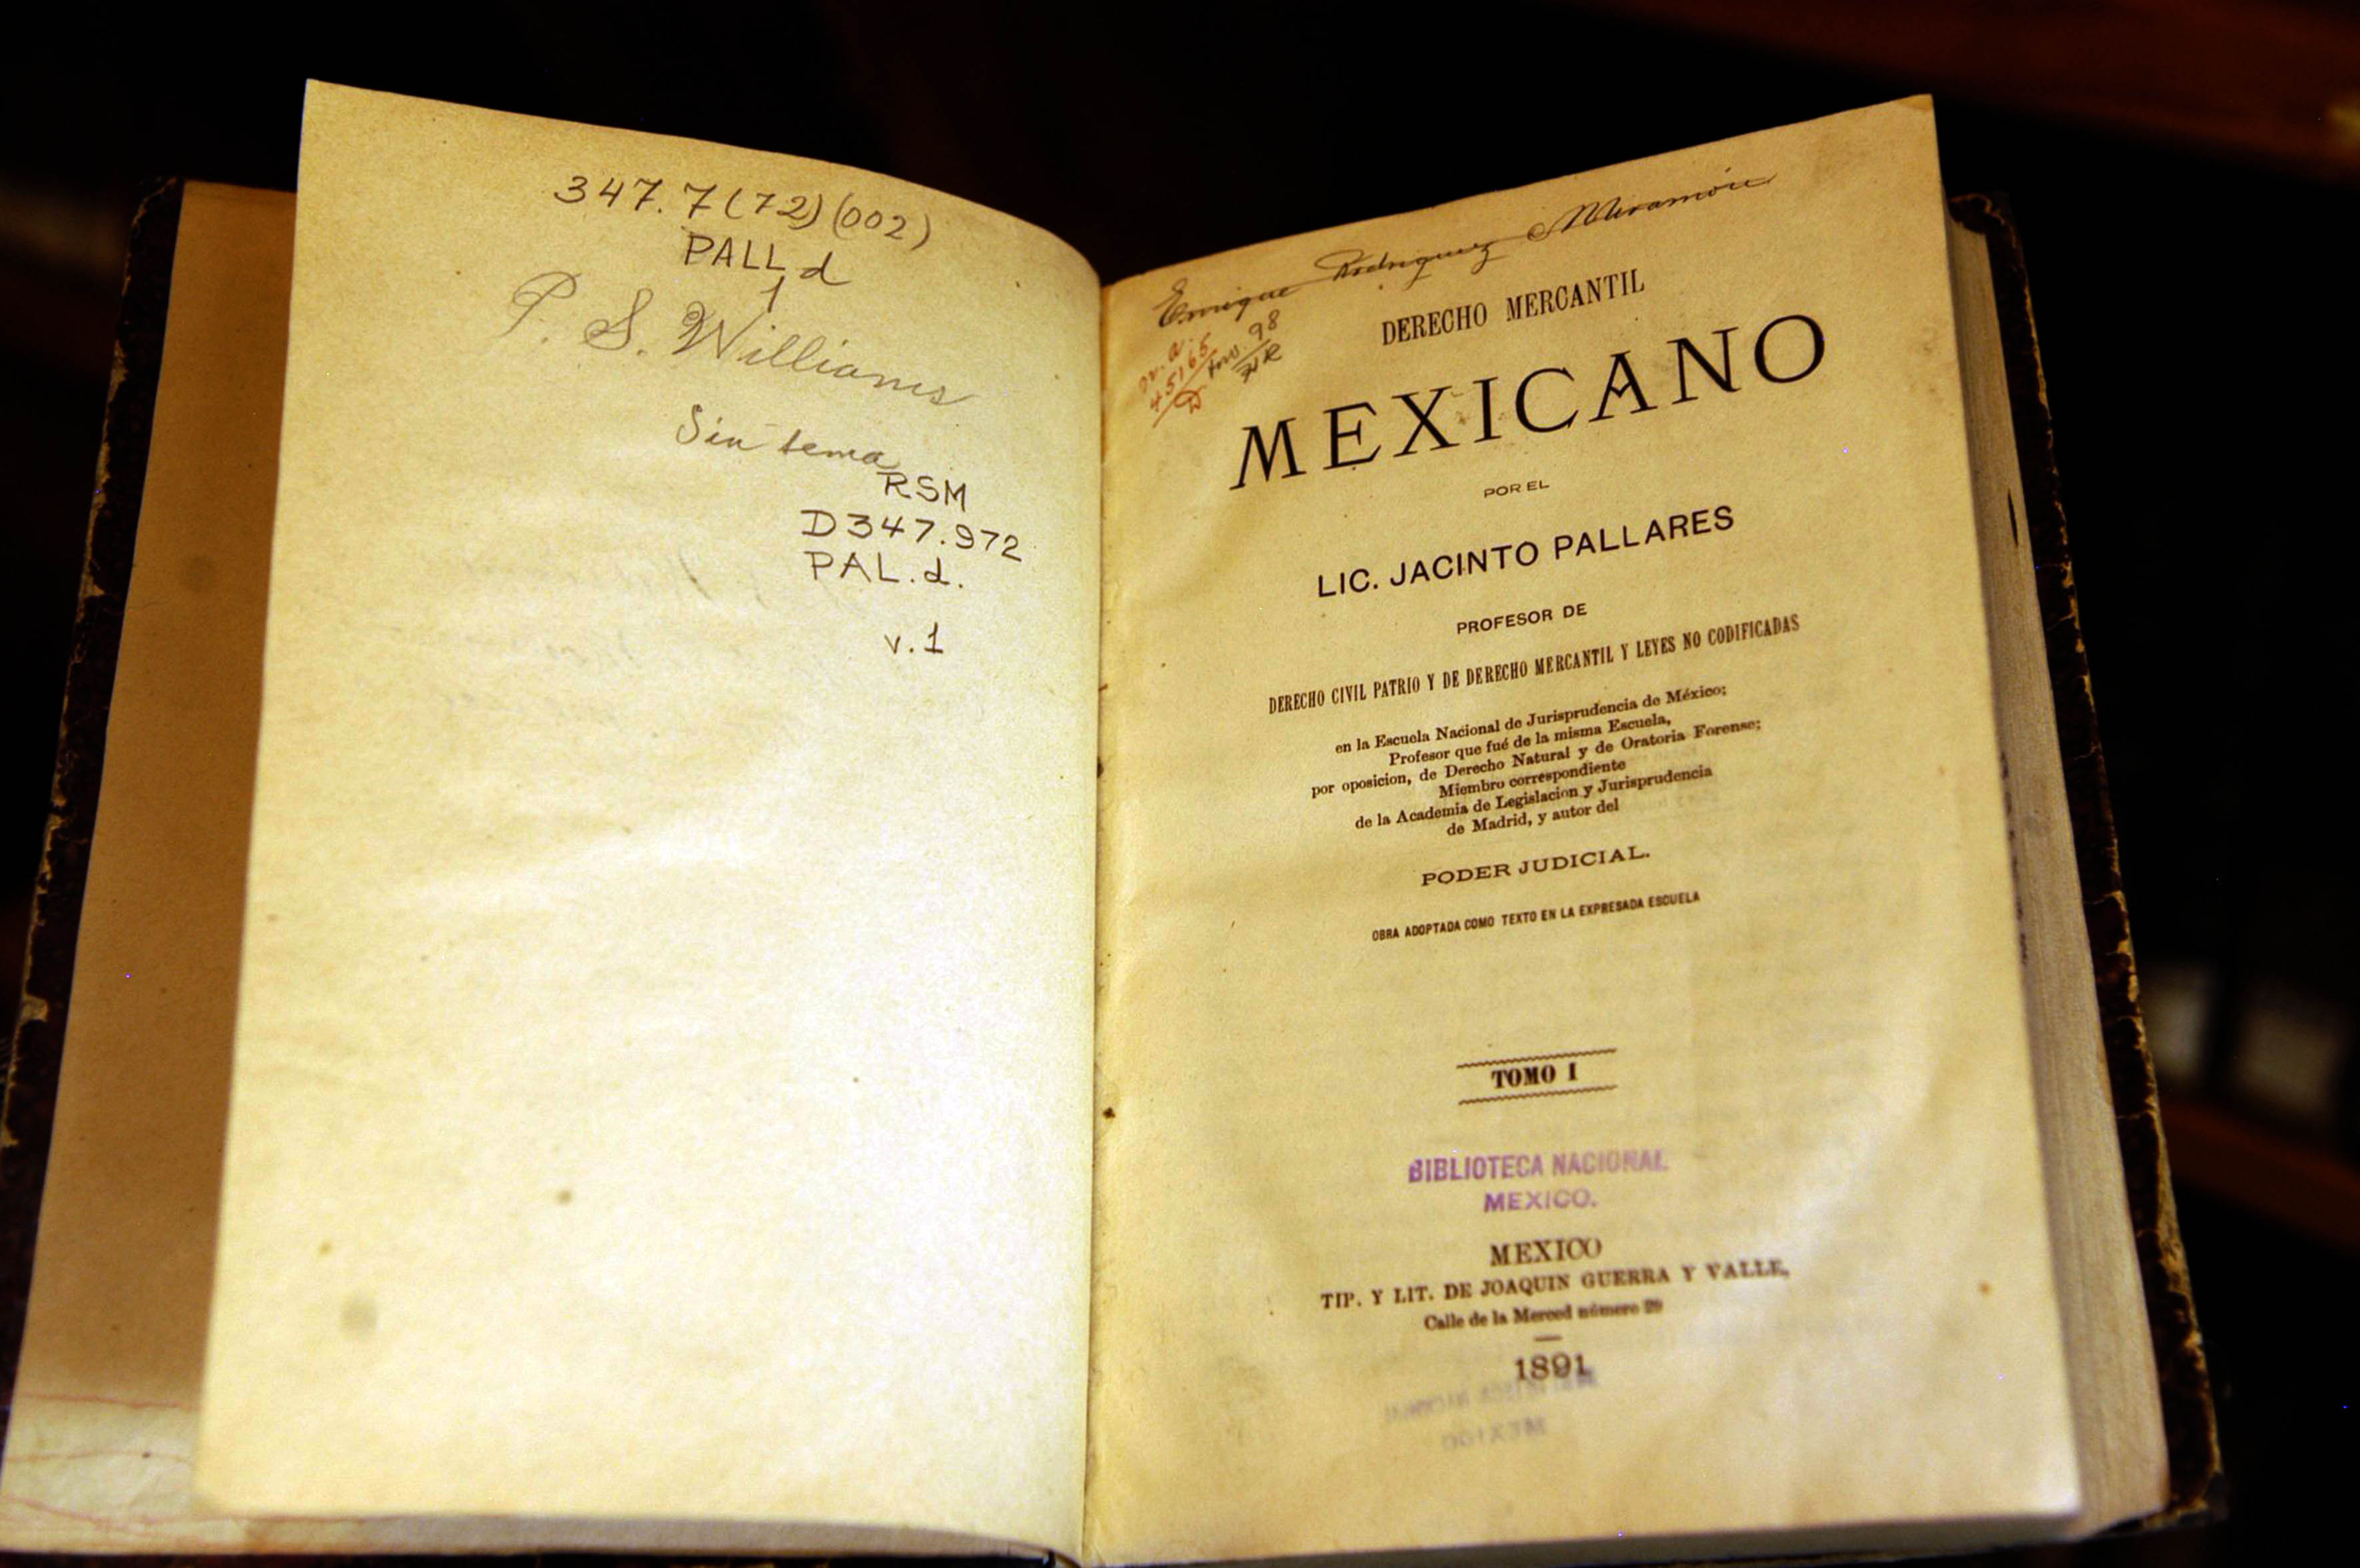 347.7(72)(002)
PALL d
1
P. S. Williams
Sin tema
RSM
D347.972
PAL.d.
v.1
Enrique Rodriguez Miramón
45165
98
DERECHO MERCANTIL
MEXICANO
POR EL
LIC. JACINTO PALLARES
PROFESOR DE
DERECHO CIVIL PATRIO Y DE DERECHO MERCANTIL Y LEYES NO CODIFICADAS
en la Escuela Nacional de Jurisprudencia de México;
Profesor que fué de la misma Escuela,
por oposicion, de Derecho Natural y de Oratoria Forense;
Miembro correspondiente
de la Academia de Legislacion y Jurisprudencia
de Madrid, y autor del
PODER JUDICIAL.
OBRA ADOPTADA COMO TEXTO EN LA EXPRESADA ESCUELA
TOMO I
BIBLIOTECA NACIONAL
MEXICO.
MEXICO
TIP. Y LIT. DE JOAQUIN GUERRA Y VALLE,
Calle de la Merced número
1891